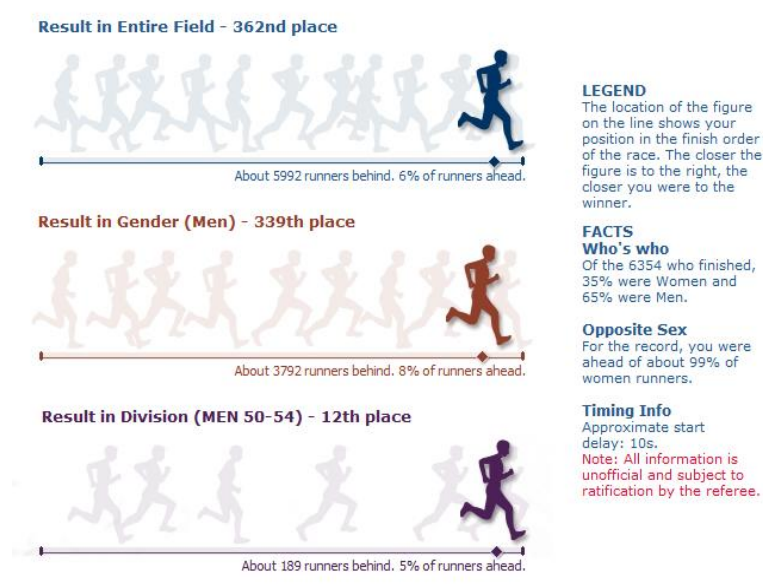 Result in Entire Field - 362nd place
About 5992 runners behind. 6% of runners ahead.
Result in Gender (Men) - 339th place
About 3792 runners behind. 8% of runners ahead.
Result in Division (MEN 50-54) - 12th place
About 189 runners behind. 5% of runners ahead.
LEGEND
The location of the figure
on the line shows your
position in the finish order
of the race. The closer the
figure is to the right, the
closer you were to the
winner.
FACTS
Who's who
Of the 6354 who finished,
35% were Women and
65% were Men.
Opposite Sex
For the record, you were
ahead of about 99% of
women runners.
Timing Info
Approximate start
delay: 10s.
Note: All information is
unofficial and subject to
ratification by the referee.